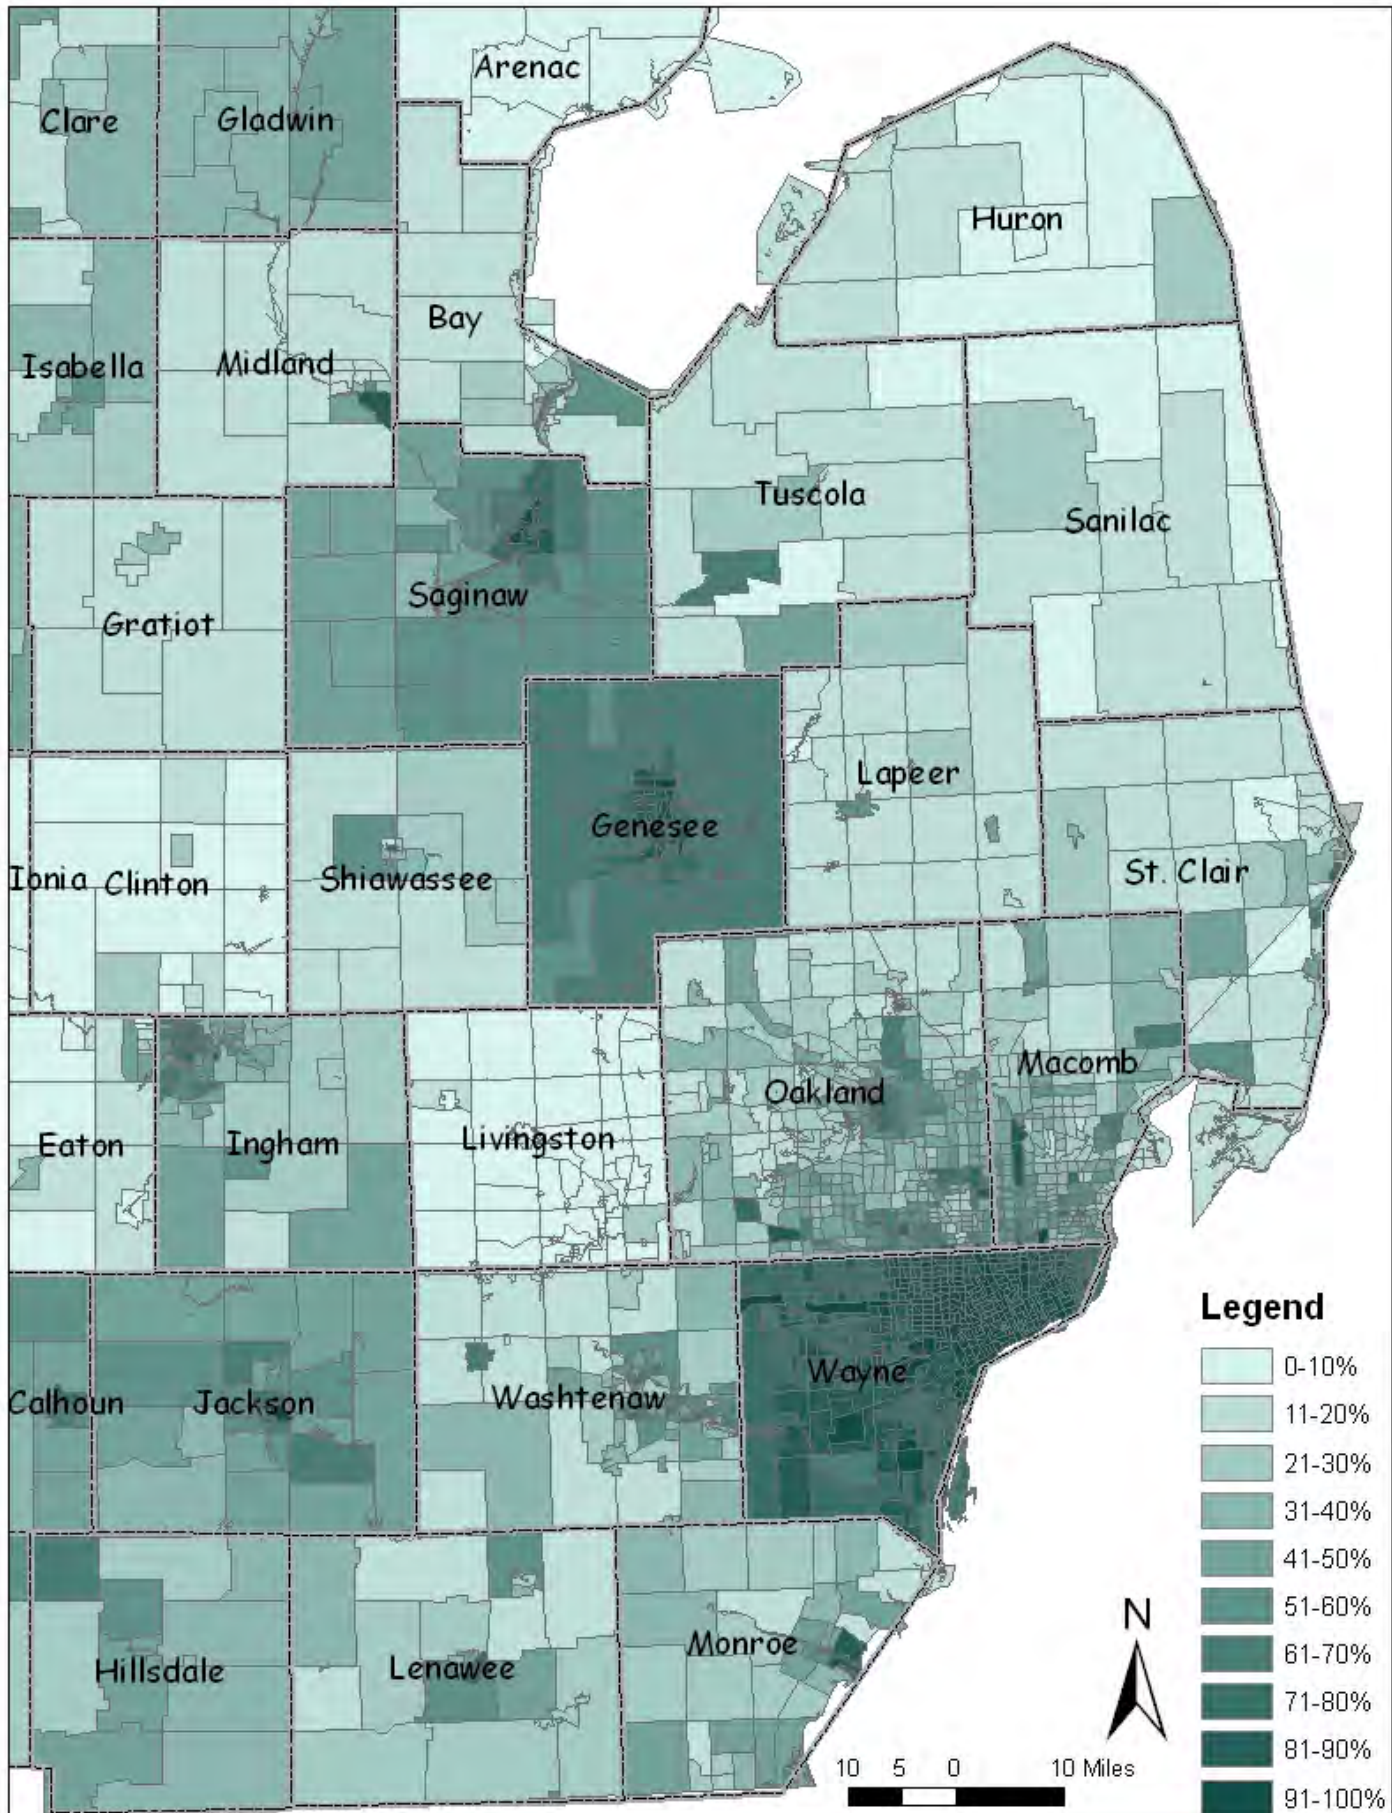 Arenac
Clare
Gladwin
Huron
Bay
Isabella
Midland
Tuscola
Sanilac
Saginaw
Gratiot
Lapeer
Genesee
St. Clair
Ionia
Clinton
Shiawassee
Macomb
Oakland
Eaton
Ingham
Livingston
Wayne
Calhoun
Jackson
Washtenaw
Monroe
Hillsdale
Lenawee
Legend
0-10%
11-20%
21-30%
31-40%
41-50%
51-60%
61-70%
71-80%
81-90%
91-100%
N
10 5 0 10 Miles